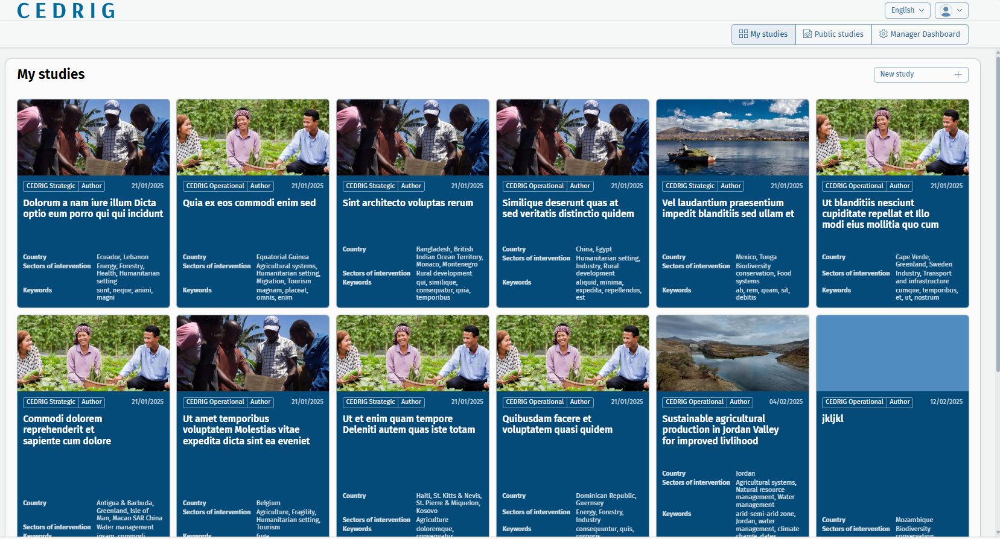 CEDRIG
English
My studies
Public studies
Manager Dashboard
My studies
New study
CEDRIG Strategic Author 21/01/2025
Dolorum a nam iure illum Dicta
optio eum porro qui qui incidunt
Country Ecuador, Lebanon
Sectors of intervention Energy, Forestry,
Health, Humanitarian
setting
Keywords sunt, neque, animi,
magni
CEDRIG Operational Author 21/01/2025
Quia ex eos commodi enim sed
Country Equatorial Guinea
Sectors of intervention Agricultural systems,
Humanitarian setting,
Migration, Tourism
Keywords magnam, placeat,
omnis, enim
CEDRIG Strategic Author 21/01/2025
Sint architecto voluptas rerum
Country Bangladesh, British
Indian Ocean Territory,
Monaco, Montenegro
Sectors of intervention Rural development
Keywords qui, similique,
consequatur, quia,
temporibus
CEDRIG Operational Author 21/01/2025
Similique deserunt quas at
sed veritatis distinctio quidem
Country China, Egypt
Sectors of intervention Humanitarian setting,
Industry, Rural
development
Keywords aliquid, minima,
expedita, repellendus,
est
CEDRIG Strategic Author 21/01/2025
Vel laudantium praesentium
impedit blanditiis sed ullam et
Country Mexico, Tonga
Sectors of intervention Biodiversity
conservation, Food
systems
Keywords ab, rem, quam, sit,
debitis
CEDRIG Operational Author 21/01/2025
Ut blanditiis nesciunt
cupiditate repellat et Illo
modi eius mollitia quo cum
Country Cape Verde,
Greenland, Sweden
Sectors of intervention Industry, Transport
and infrastructure
Keywords cumque, temporibus,
et, ut, nostrum
CEDRIG Strategic Author 21/01/2025
Commodi dolorem
reprehenderit et
sapiente cum dolore
Country Antigua & Barbuda,
Greenland, Isle of
Man, Macao SAR China
Sectors of intervention Water management
Keywords ipsam, commodi
CEDRIG Operational Author 21/01/2025
Ut amet temporibus
voluptatem Molestias vitae
expedita dicta sint ea eveniet
Country Belgium
Sectors of intervention Agriculture, Fragility,
Humanitarian setting,
Tourism
Keywords fuga
CEDRIG Strategic Author 21/01/2025
Ut et enim quam tempore
Deleniti autem quas iste totam
Country Haiti, St. Kitts & Nevis,
St. Pierre & Miquelon,
Kosovo
Sectors of intervention Agriculture
Keywords doloremque,
consequatur
CEDRIG Operational Author 21/01/2025
Quibusdam facere et
voluptatem quasi quidem
Country Dominican Republic,
Guernsey
Sectors of intervention Energy, Forestry,
Industry
Keywords consequuntur, quis,
corporis
CEDRIG Operational Author 04/02/2025
Sustainable agricultural
production in Jordan Valley
for improved livlihood
Country Jordan
Sectors of intervention Agricultural systems,
Natural resource
management, Water
management
Keywords arid-semi-arid zone,
Jordan, water
management, climate
change, dates
CEDRIG Operational Author 12/02/2025
jkljkl
Country Mozambique
Sectors of intervention Biodiversity
conservation